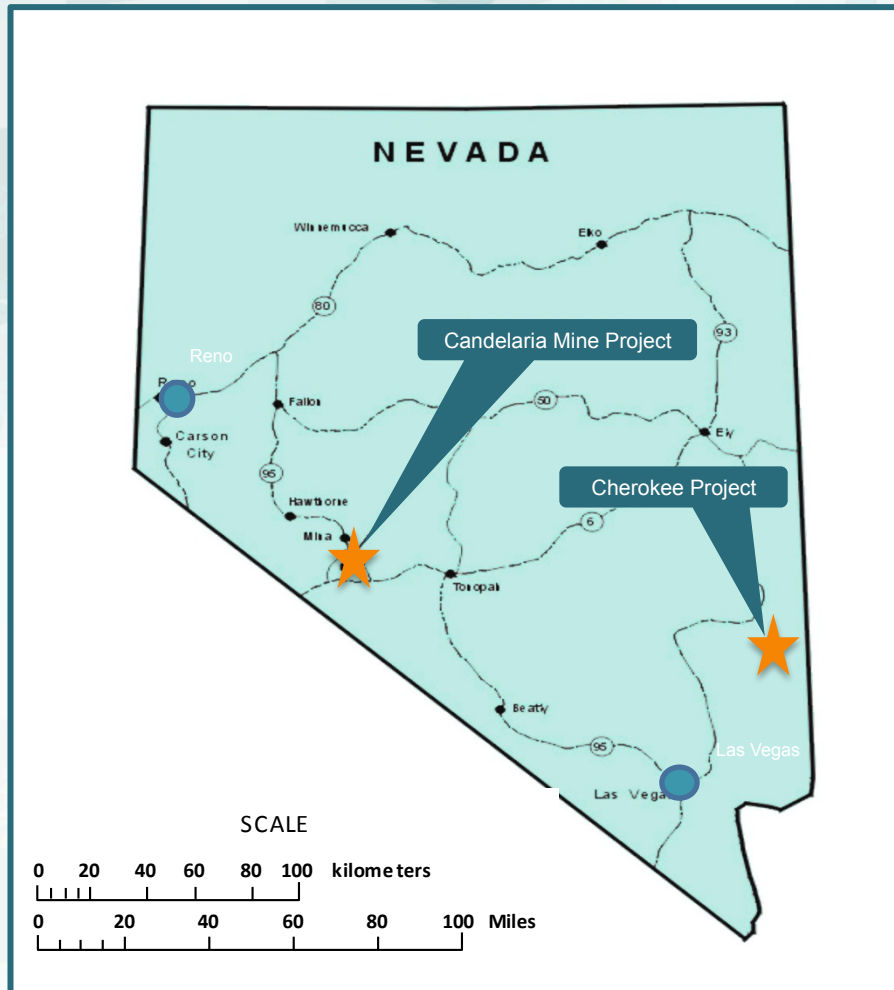 NEVADA
Winnemucca
Elko
80
93
Candelaria Mine Project
Reno
Reno
Fallon
50
Ely
Carson
City
95
Cherokee Project
Hawthorne
6
Mina
Tonopah
Beatty
95
Las Vegas
Las Vegas
SCALE
0 20 40 60 80 100 kilometers
0 20 40 60 80 100 Miles